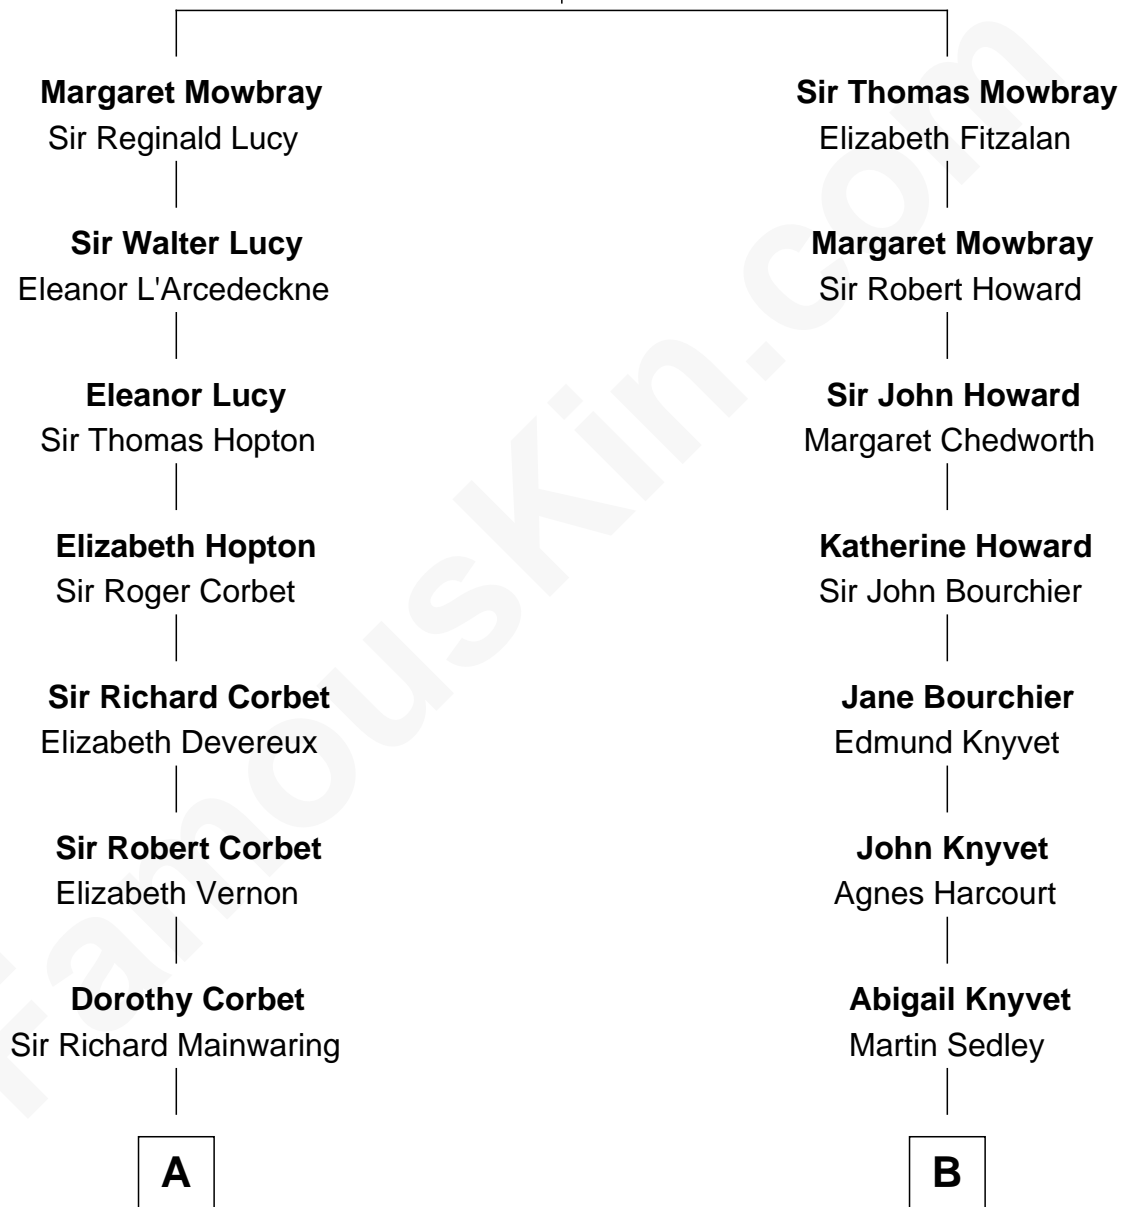 Margaret Mowbray
Sir Reginald Lucy
Sir Walter Lucy
Eleanor L'Arcedeckne
Eleanor Lucy
Sir Thomas Hopton
Elizabeth Hopton
Sir Roger Corbet
Sir Richard Corbet
Elizabeth Devereux
Sir Robert Corbet
Elizabeth Vernon
Dorothy Corbet
Sir Richard Mainwaring
A
Sir Thomas Mowbray
Elizabeth Fitzalan
Margaret Mowbray
Sir Robert Howard
Sir John Howard
Margaret Chedworth
Katherine Howard
Sir John Bourchier
Jane Bourchier
Edmund Knyvet
John Knyvet
Agnes Harcourt
Abigail Knyvet
Martin Sedley
B
FamousKin.com